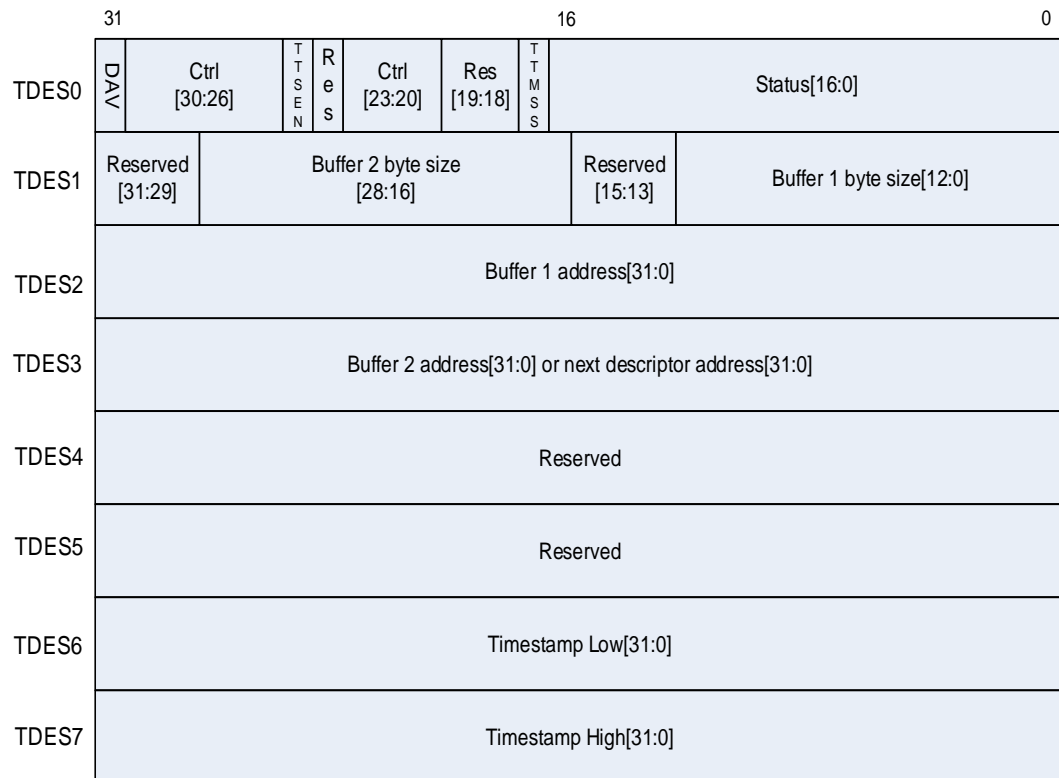 31 16 0
TDES0
DAV
Ctrl
[30:26]
TTSEN
Res
Ctrl
[23:20]
Res
[19:18]
TTMSS
Status[16:0]
TDES1
Reserved
[31:29]
Buffer 2 byte size
[28:16]
Reserved
[15:13]
Buffer 1 byte size[12:0]
TDES2
Buffer 1 address[31:0]
TDES3
Buffer 2 address[31:0] or next descriptor address[31:0]
TDES4
Reserved
TDES5
Reserved
TDES6
Timestamp Low[31:0]
TDES7
Timestamp High[31:0]